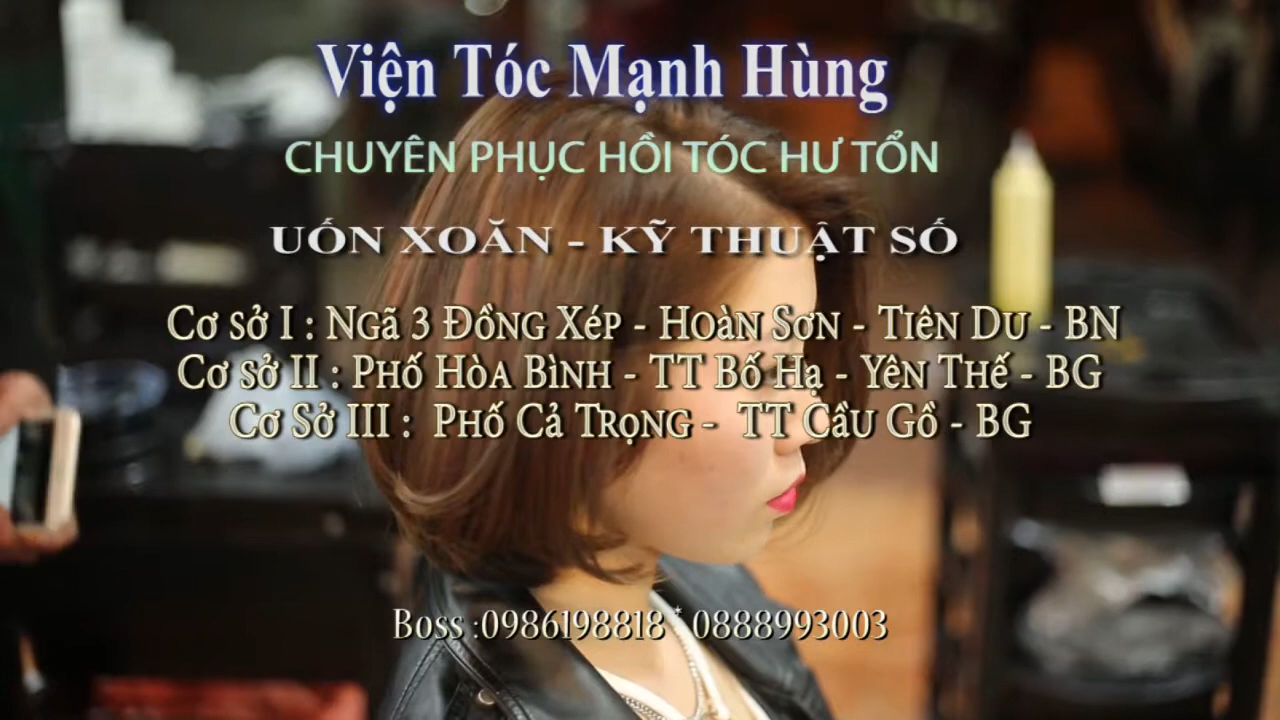 Viện Tóc Mạnh Hùng
CHUYÊN PHỤC HỒI TÓC HƯ TỔN
UỐN XOĂN - KỸ THUẬT SỐ
Cơ sở I : Ngã 3 Đồng Xép - Hoàn Sơn - Tiên Du - BN
Cơ sở II : Phố Hòa Bình - TT Bố Hạ - Yên Thế - BG
Cơ Sở III : Phố Cả Trọng - TT Cầu Gồ - BG
Boss :0986198818 * 0888993003